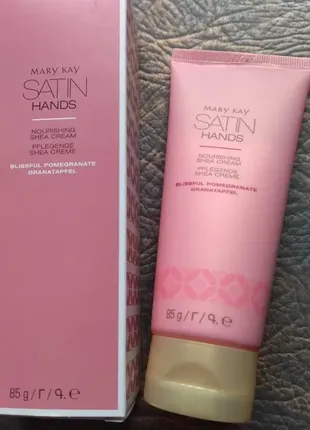 MARY KAY
SATIN
HANDS
NOURISHING
SHEA CREAM
PFLEGENDE
SHEA CREME
BLISSFUL POMEGRANATE
GRANATAPFEL
85 g/г/գ. ℮
MARY KAY
SATIN
HANDS
NOURISHING
SHEA CREAM
PFLEGENDE
SHEA CREME
BLISSFUL POMEGRANATE
GRANATAPFEL
85 g/г/գ. ℮